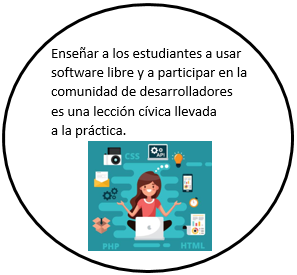 Enseñar a los estudiantes a usar
software libre y a participar en la
comunidad de desarrolladores
es una lección cívica llevada
a la práctica.
CSS
API
PHP
HTML